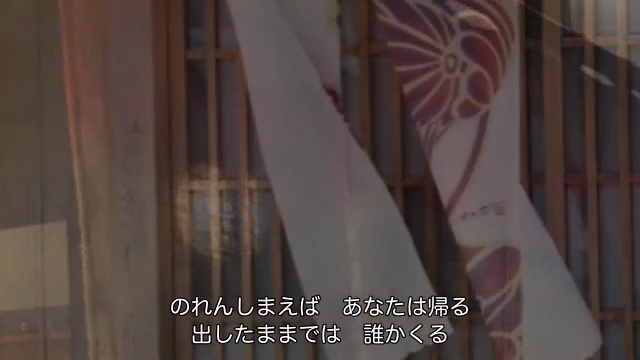 のれんしまえば　あなたは帰る
出したままでは　誰かくる